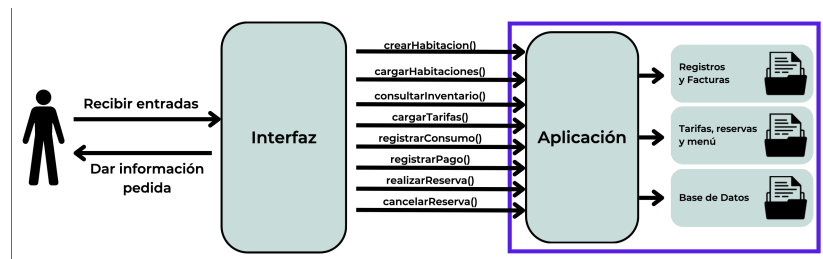 Recibir entradas
Dar información
pedida
Interfaz
crearHabitacion()
cargarHabitaciones()
consultarInventario()
cargarTarifas()
registrarConsumo()
registrarPago()
realizarReserva()
cancelarReserva()
Aplicación
Registros
y Facturas
Tarifas, reservas
y menú
Base de Datos